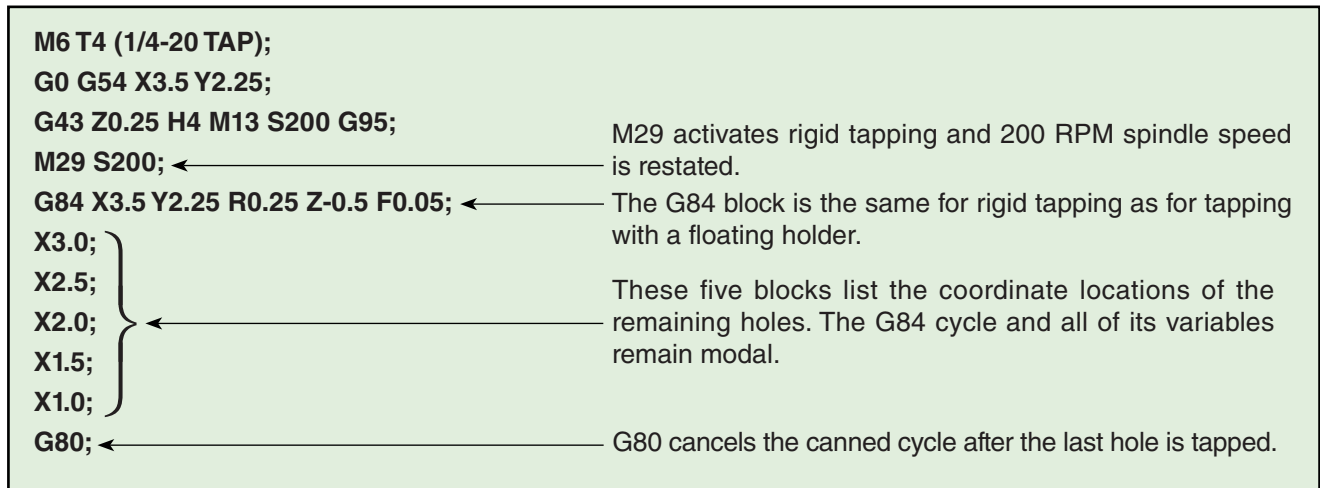 M6 T4 (1/4-20 TAP);
G0 G54 X3.5 Y2.25;
G43 Z0.25 H4 M13 S200 G95;
M29 S200;
M29 activates rigid tapping and 200 RPM spindle speed
is restated.
G84 X3.5 Y2.25 R0.25 Z-0.5 F0.05;
The G84 block is the same for rigid tapping as for tapping
with a floating holder.
X3.0;
X2.5;
X2.0;
X1.5;
X1.0;
These five blocks list the coordinate locations of the
remaining holes. The G84 cycle and all of its variables
remain modal.
G80;
G80 cancels the canned cycle after the last hole is tapped.